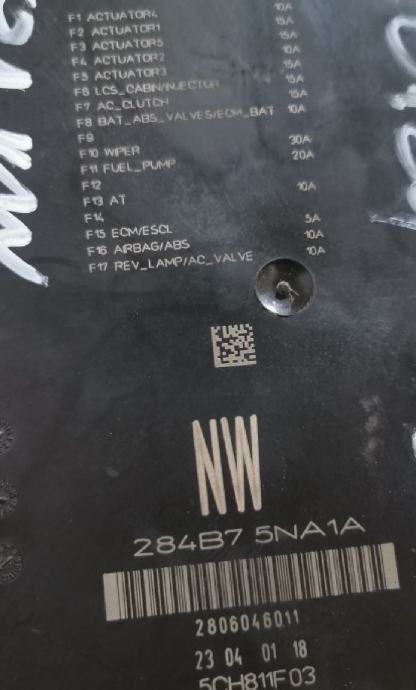 F1 ACTUATOR4 10A
F2 ACTUATOR1 15A
F3 ACTUATOR5 15A
F4 ACTUATOR2 10A
F5 ACTUATOR3 15A
F6 LCS_CABIN/INJECTOR 15A
F7 AC_CLUTCH 15A
F8 BAT_ABS_VALVES/ECM_BAT 10A
F9
F10 WIPER 30A
F11 FUEL_PUMP 20A
F12
F13 AT 10A
F14
F15 ECM/ESCL 5A
F16 AIRBAG/ABS 10A
F17 REV_LAMP/AC_VALVE 10A
NW
284B7 5NA1A
2806046011
23 04 01 18
5CH811F03